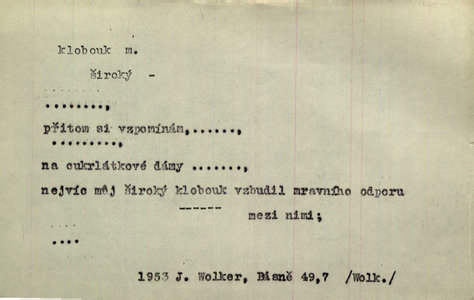 klobouk m.
široký -
........,
přitom si vzpomínám,......,
.........,
na cukrlátkové dámy .......,
nejvíc můj široký klobouk vzbudil mravního odporu
------
mezi nimi;
....
1953 J. Wolker, Bisně 49,7 /Wolk./